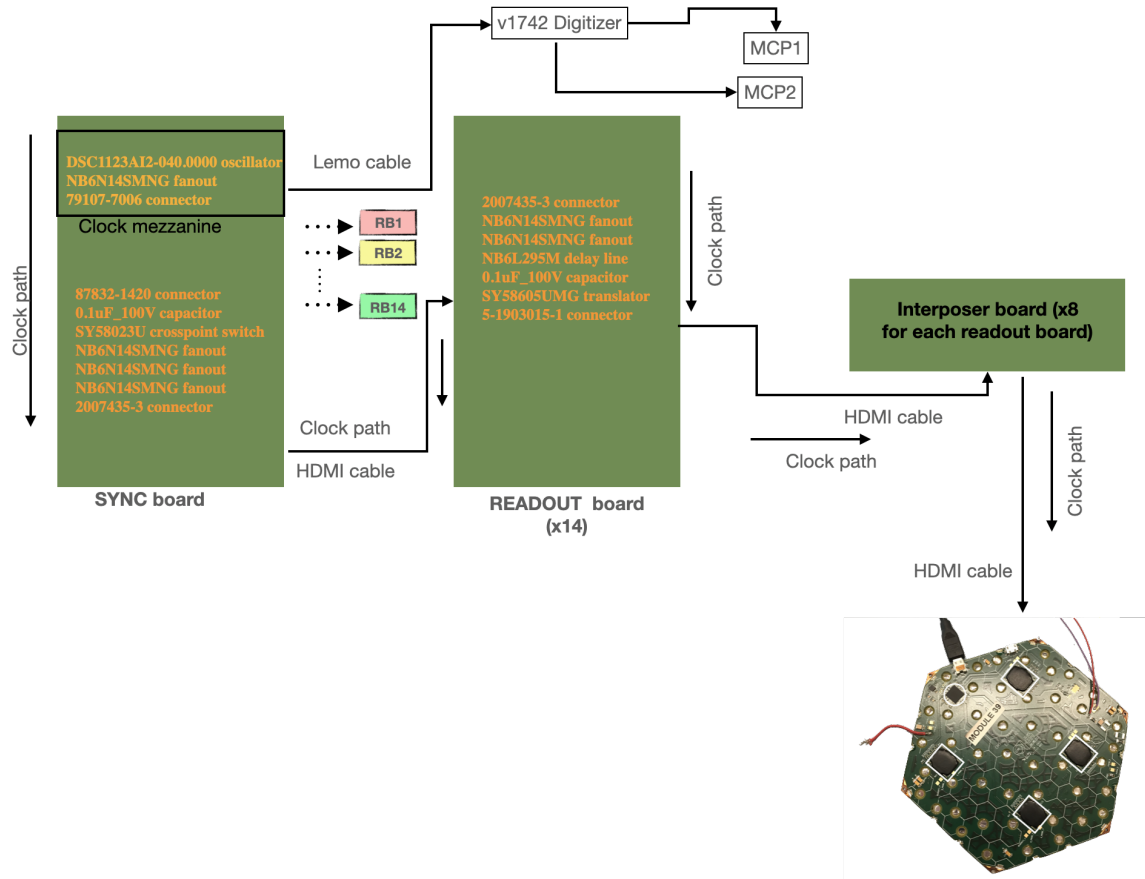 v1742 Digitizer
MCP1
MCP2
Lemo cable
DSC1123AI2-040.0000 oscillator
NB6N14SMNG fanout
79107-7006 connector
Clock mezzanine
Clock path
87832-1420 connector
0.1uF_100V capacitor
SY58023U crosspoint switch
NB6N14SMNG fanout
NB6N14SMNG fanout
NB6N14SMNG fanout
2007435-3 connector
SYNC board
RB1
RB2
RB14
Clock path
HDMI cable
2007435-3 connector
NB6N14SMNG fanout
NB6N14SMNG fanout
NB6L295M delay line
0.1uF_100V capacitor
SY58605UMG translator
5-1903015-1 connector
READOUT board
(x14)
Clock path
Interposer board (x8
for each readout board)
HDMI cable
Clock path
Clock path
HDMI cable
MODULE 39